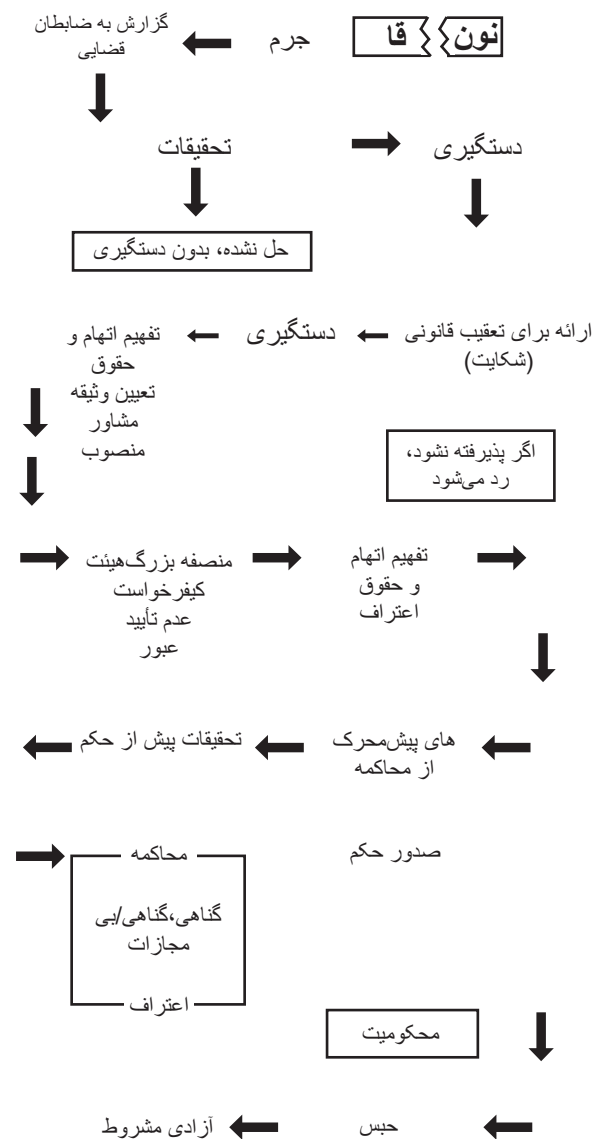 قا نون
جرم
گزارش به ضابطان
قضایی
دستگیری
تحقیقات
حل نشده، بدون دستگیری
ارائه برای تعقیب قانونی
(شکایت)
دستگیری
تفهیم اتهام و
حقوق
تعیین وثیقه
مشاور
منصوب
اگر پذیرفته نشود،
رد می‌شود
منصفه بزرگ‌هیئت
کیفرخواست
عدم تأیید
عبور
تفهیم اتهام
و حقوق
اعتراف
های پیش‌محرک
از محاکمه
تحقیقات پیش از حکم
صدور حکم
محاکمه
گناهی،گناهی/بی
مجازات
اعتراف
محکومیت
حبس
آزادی مشروط